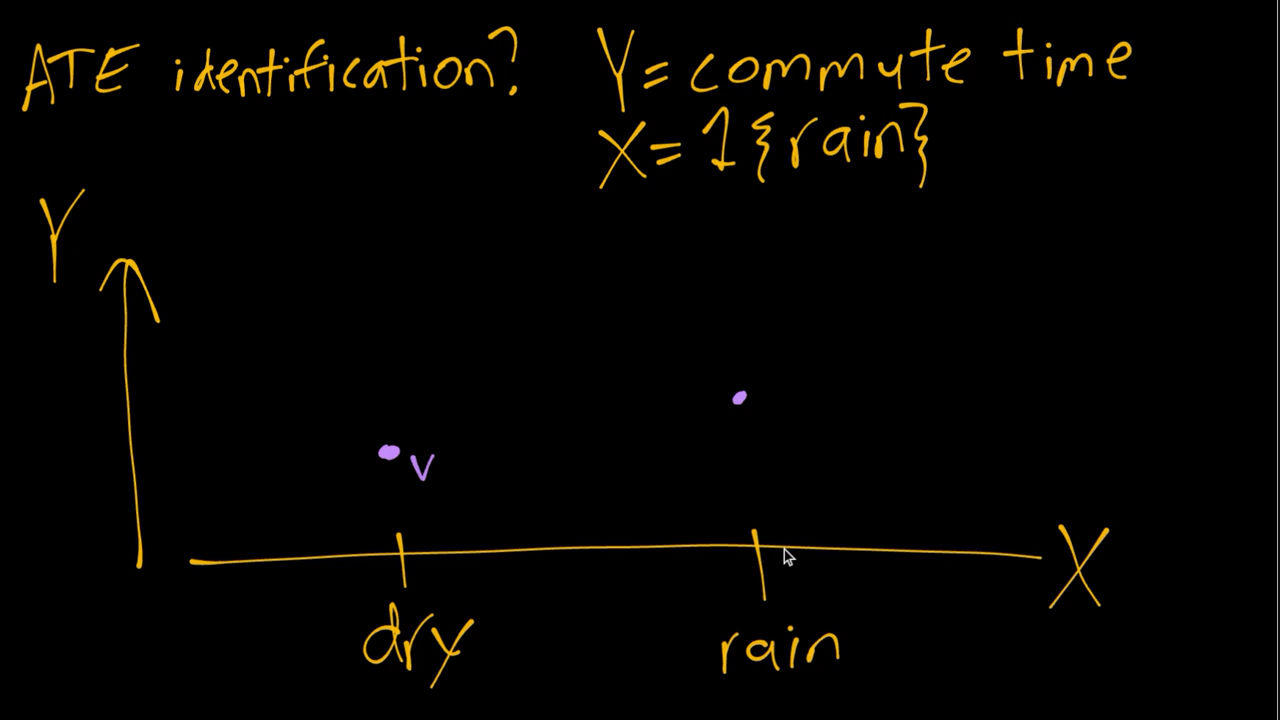 ATE identification? Y = commute time
X = 1{rain}
Y
V
X
dry rain